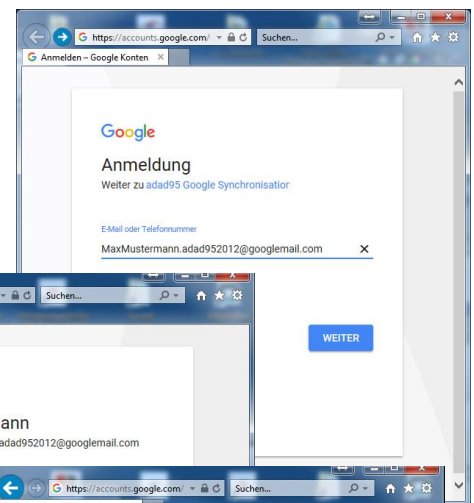 https://accounts.google.com/ Suchen...
Anmelden – Google Konten
Google
Anmeldung
Weiter zu adad95 Google Synchronisation
E-Mail oder Telefonnummer
MaxMustermann.adad952012@googlemail.com
WEITER
Suchen...
ann
adad952012@googlemail.com
https://accounts.google.com/ Suchen...